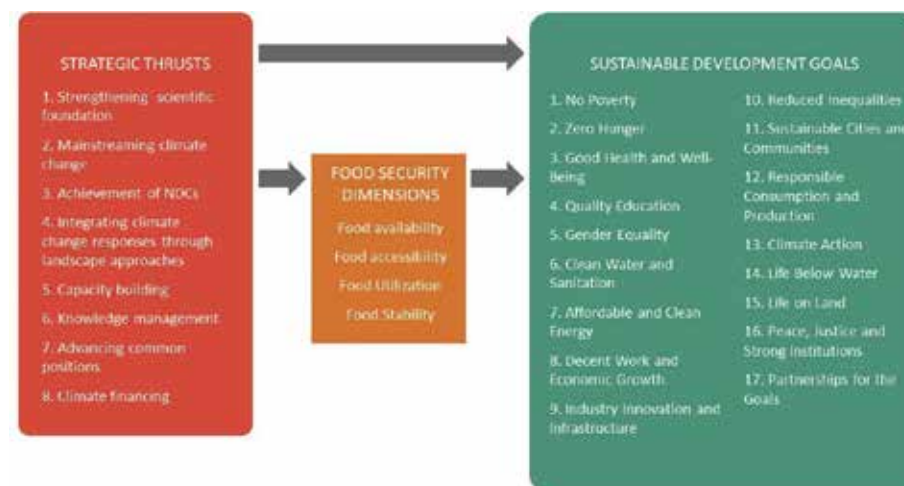 STRATEGIC THRUSTS
1. Strengthening scientific
foundation
2. Mainstreaming climate
change
3. Achievement of NDCs
4. Integrating climate
change responses through
landscape approaches
5. Capacity building
6. Knowledge management
7. Advancing common
positions
8. Climate financing
FOOD SECURITY
DIMENSIONS
Food availability
Food accessibility
Food Utilization
Food Stability
SUSTAINABLE DEVELOPMENT GOALS
1. No Poverty
2. Zero Hunger
3. Good Health and Well-
Being
4. Quality Education
5. Gender Equality
6. Clean Water and
Sanitation
7. Affordable and Clean
Energy
8. Decent Work and
Economic Growth
9. Industry Innovation and
Infrastructure
10. Reduced Inequalities
11. Sustainable Cities and
Communities
12. Responsible
Consumption and
Production
13. Climate Action
14. Life Below Water
15. Life on Land
16. Peace, Justice and
Strong Institutions
17. Partnerships for the
Goals